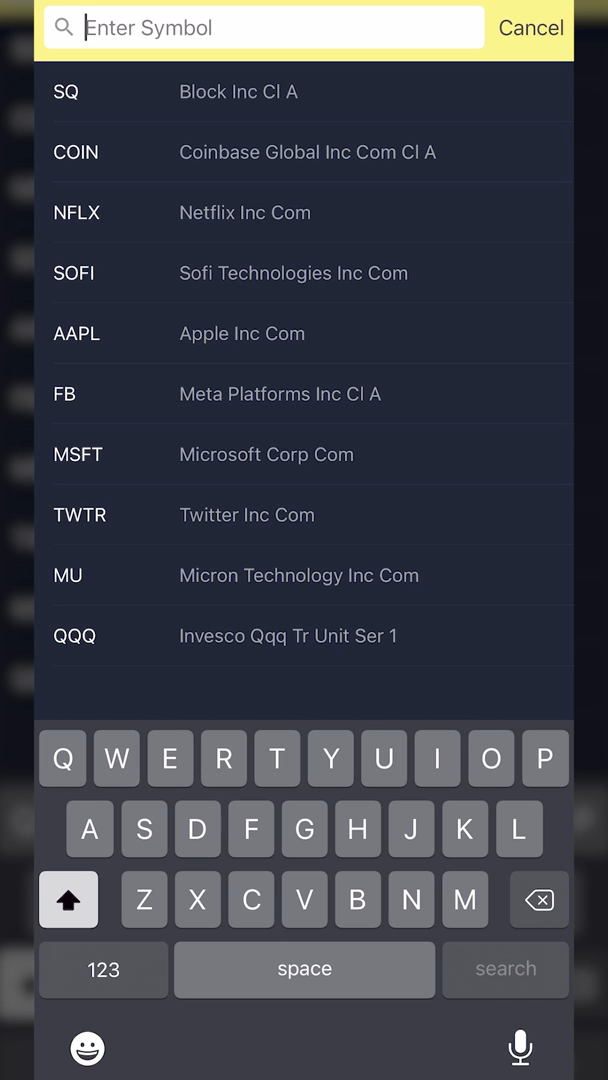 Enter Symbol Cancel
SQ Block Inc Cl A
COIN Coinbase Global Inc Com Cl A
NFLX Netflix Inc Com
SOFI Sofi Technologies Inc Com
AAPL Apple Inc Com
FB Meta Platforms Inc Cl A
MSFT Microsoft Corp Com
TWTR Twitter Inc Com
MU Micron Technology Inc Com
QQQ Invesco Qqq Tr Unit Ser 1
Q W E R T Y U I O P
A S D F G H J K L
Z X C V B N M
123 space search